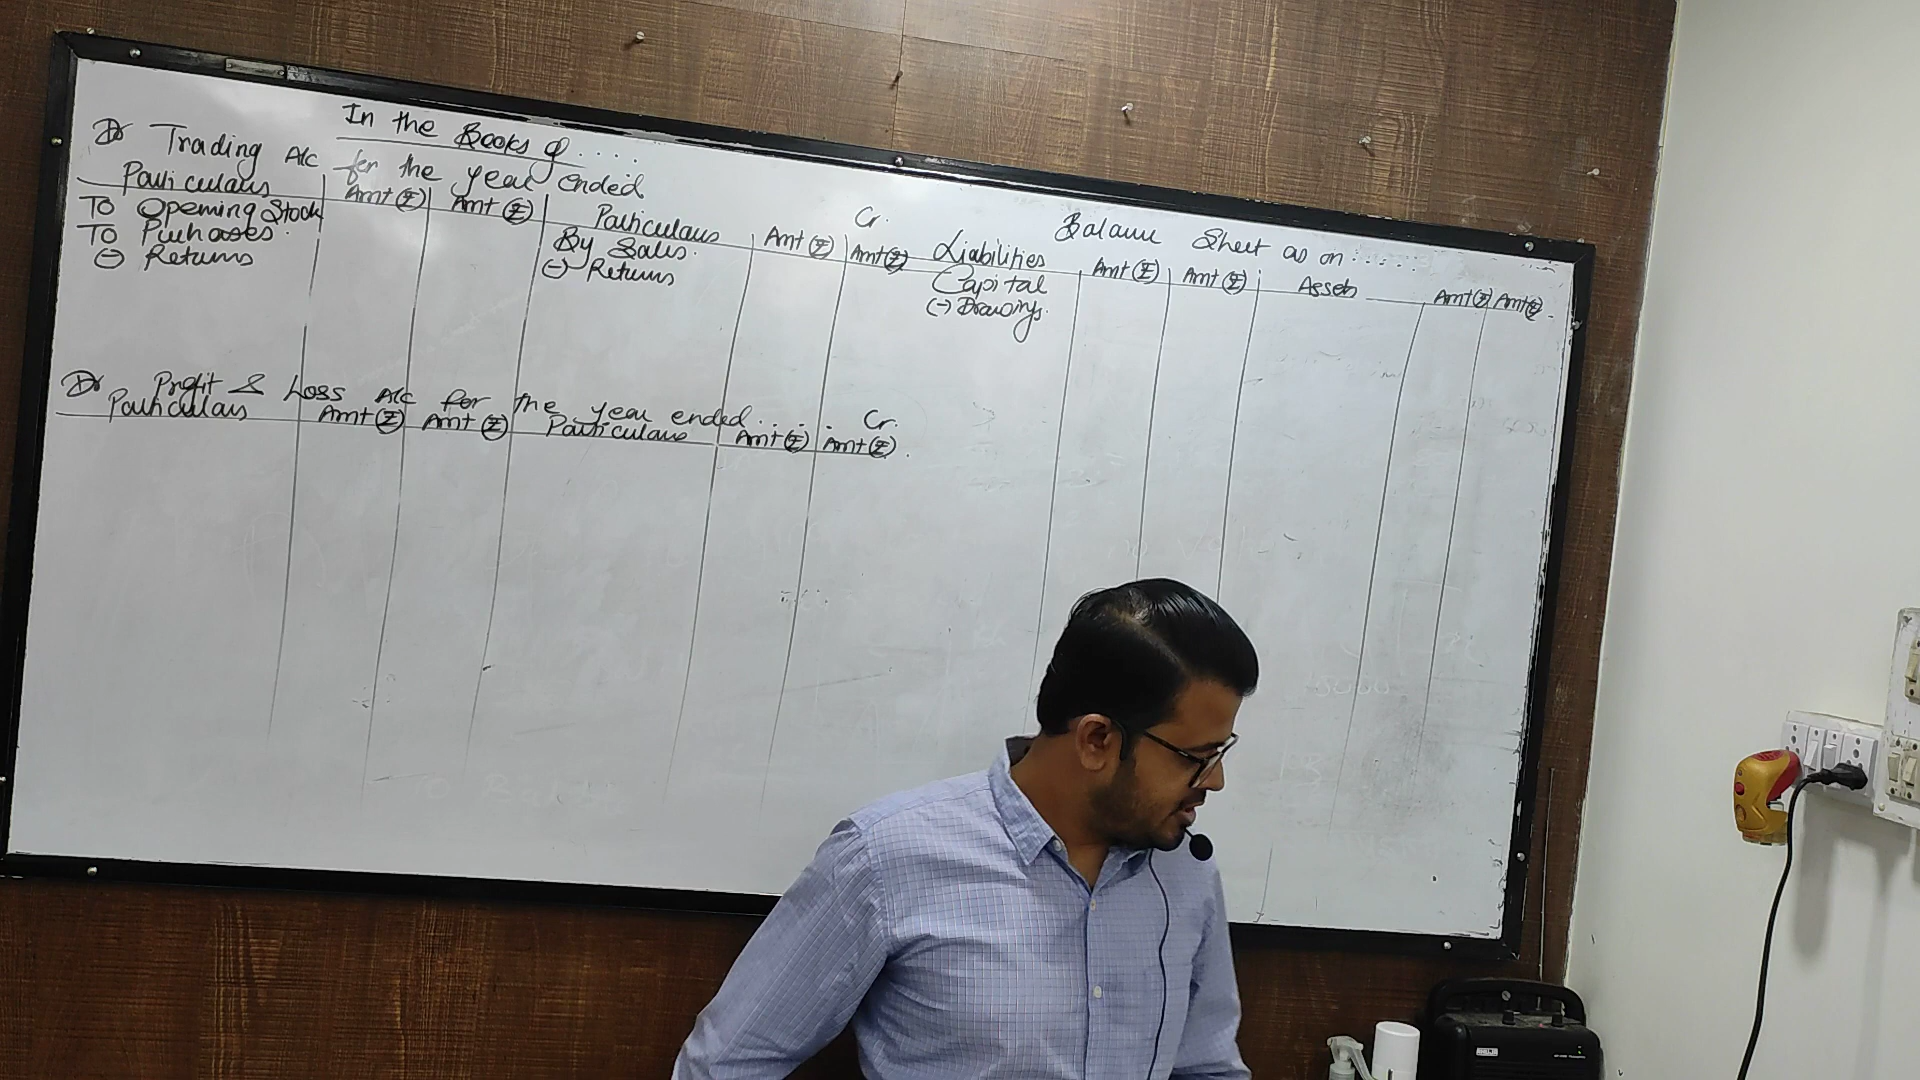 In the Books of ....
Dr Trading A/c for the year ended
Cr.
Particulars Amt (₹) Amt (₹) Particulars Amt (₹) Amt (₹)
To Opening Stock
To Purchases.
(-) Returns
By Sales.
(-) Returns
Balance Sheet as on .....
Liabilities Amt (₹) Amt (₹) Assets Amt (₹) Amt (₹)
Capital
(-) Drawings.
Dr Profit & Loss A/c for the year ended..... Cr.
Particulars Amt (₹) Amt (₹) Particulars Amt (₹) Amt (₹)